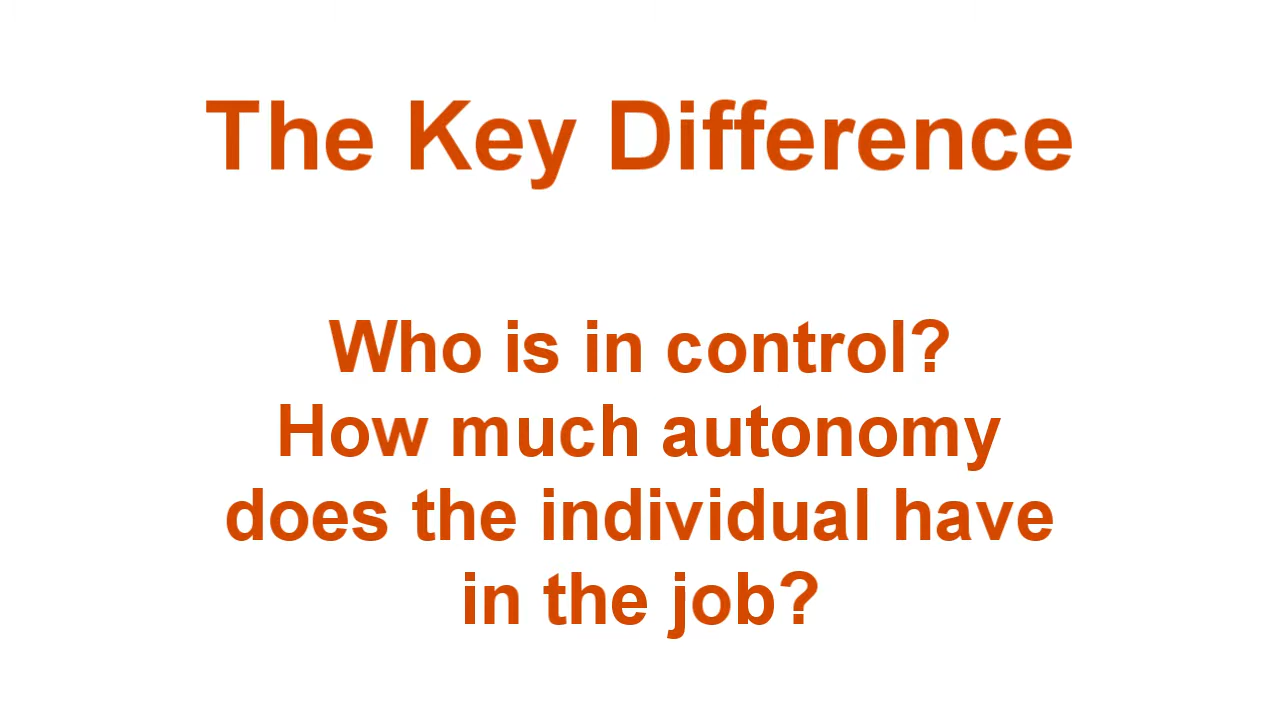 The Key Difference
Who is in control?
How much autonomy
does the individual have
in the job?